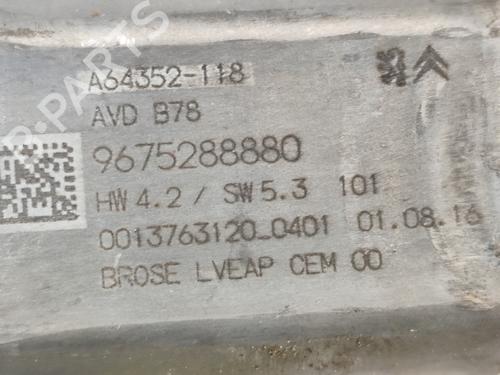 A64352-118
AVD B78
9675288880
HW 4.2 / SW 5.3 101
0013763120_0401 01.08.16
BROSE LVEAP CEM 00